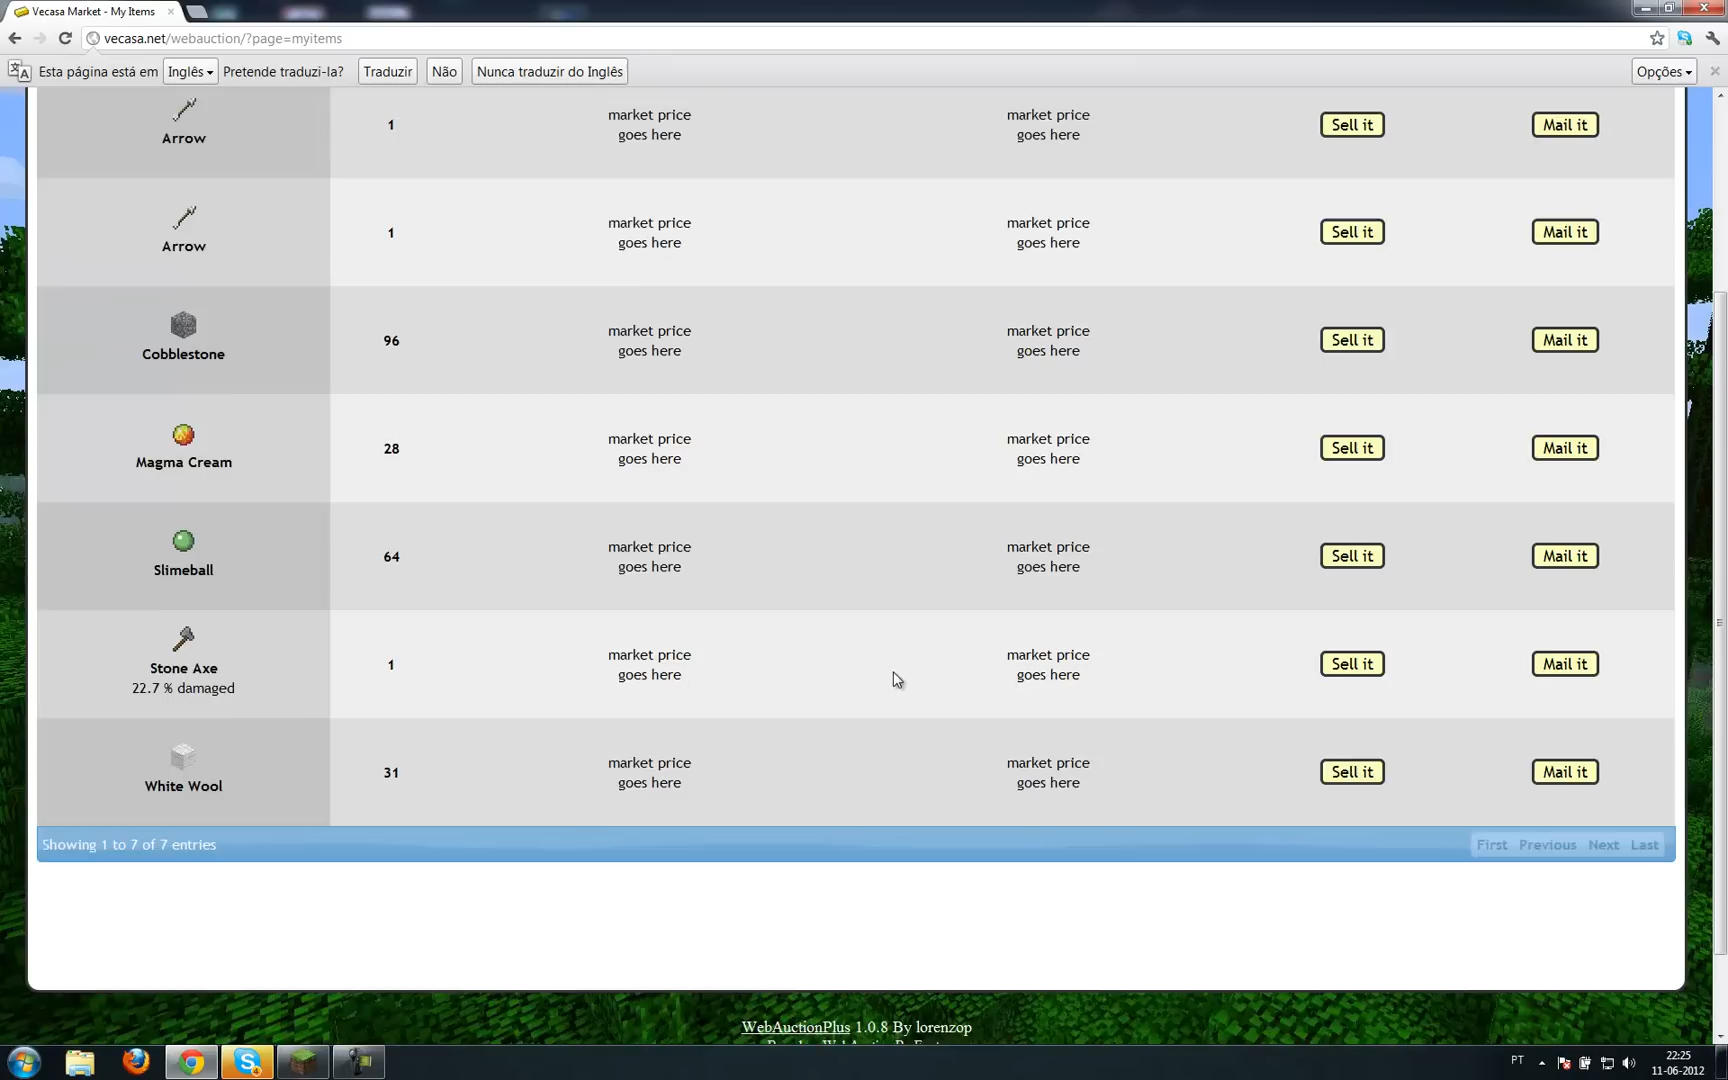 Vecasa Market - My Items
vecasa.net/webauction/?page=myitems
Esta página está em Inglês Pretende traduzi-la? Traduzir Não Nunca traduzir do Inglês Opções
Arrow 1 market price goes here market price goes here Sell it Mail it
Arrow 1 market price goes here market price goes here Sell it Mail it
Cobblestone 96 market price goes here market price goes here Sell it Mail it
Magma Cream 28 market price goes here market price goes here Sell it Mail it
Slimeball 64 market price goes here market price goes here Sell it Mail it
Stone Axe 22.7 % damaged 1 market price goes here market price goes here Sell it Mail it
White Wool 31 market price goes here market price goes here Sell it Mail it
Showing 1 to 7 of 7 entries First Previous Next Last
WebAuctionPlus 1.0.8 By lorenzop
PT 22:25
11-06-2012